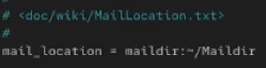 # <doc/wiki/MailLocation.txt>
#
mail_location = maildir:~/Maildir